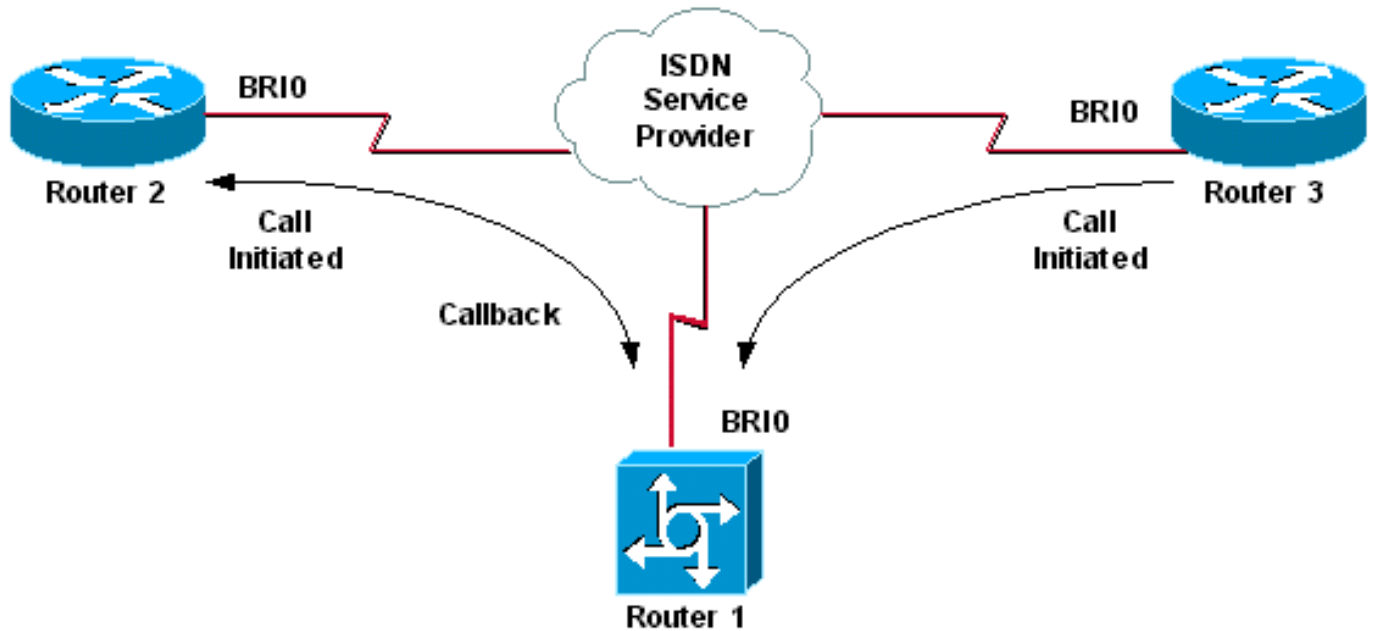 ISDN
Service
Provider
BRI0
BRI0
Router 2
Router 3
Call
Initiated
Call
Initiated
Callback
BRI0
Router 1